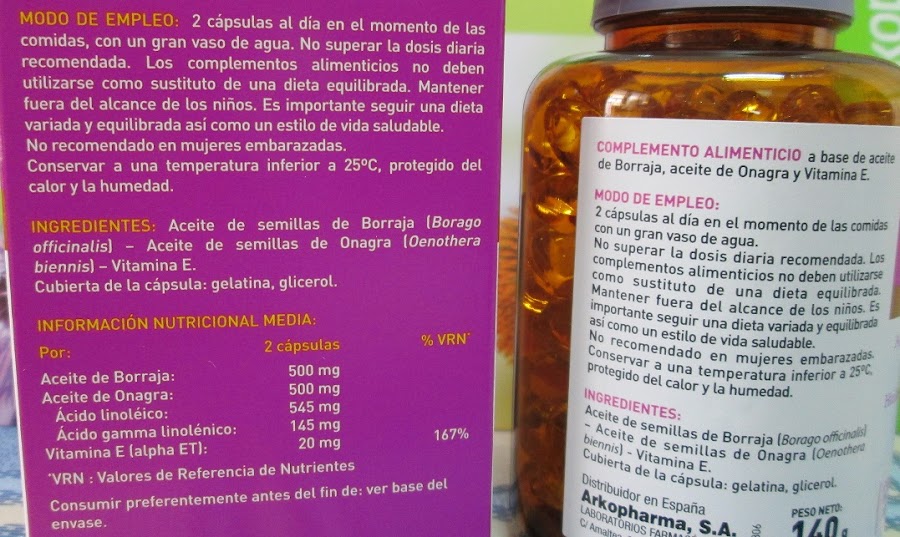 MODO DE EMPLEO: 2 cápsulas al día en el momento de las
comidas, con un gran vaso de agua. No superar la dosis diaria
recomendada. Los complementos alimenticios no deben
utilizarse como sustituto de una dieta equilibrada. Mantener
fuera del alcance de los niños. Es importante seguir una dieta
variada y equilibrada así como un estilo de vida saludable.
No recomendado en mujeres embarazadas.
Conservar a una temperatura inferior a 25ºC, protegido del
calor y la humedad.
INGREDIENTES: Aceite de semillas de Borraja (Borago
officinalis) – Aceite de semillas de Onagra (Oenothera
biennis) – Vitamina E.
Cubierta de la cápsula: gelatina, glicerol.
INFORMACIÓN NUTRICIONAL MEDIA:
Por: 2 cápsulas % VRN*
Aceite de Borraja: 500 mg
Aceite de Onagra: 500 mg
Ácido linoléico: 545 mg
Ácido gamma linolénico: 145 mg
Vitamina E (alpha ET): 20 mg 167%
*VRN : Valores de Referencia de Nutrientes
Consumir preferentemente antes del fin de: ver base del
envase.
COMPLEMENTO ALIMENTICIO a base de aceite
de Borraja, aceite de Onagra y Vitamina E.
MODO DE EMPLEO:
2 cápsulas al día en el momento de las comidas
con un gran vaso de agua.
No superar la dosis diaria recomendada. Los
complementos alimenticios no deben utilizarse
como sustituto de una dieta equilibrada.
Mantener fuera del alcance de los niños. Es
importante seguir una dieta variada y equilibrada
así como un estilo de vida saludable.
No recomendado en mujeres embarazadas.
Conservar a una temperatura inferior a 25ºC,
protegido del calor y la humedad.
INGREDIENTES:
Aceite de semillas de Borraja (Borago officinalis)
– Aceite de semillas de Onagra (Oenothera
biennis) - Vitamina E.
Cubierta de la cápsula: gelatina, glicerol.
Distribuidor en España
Arkopharma, S.A.
LABORATORIOS
C/ Amaltea
PESO NETO:
140 g